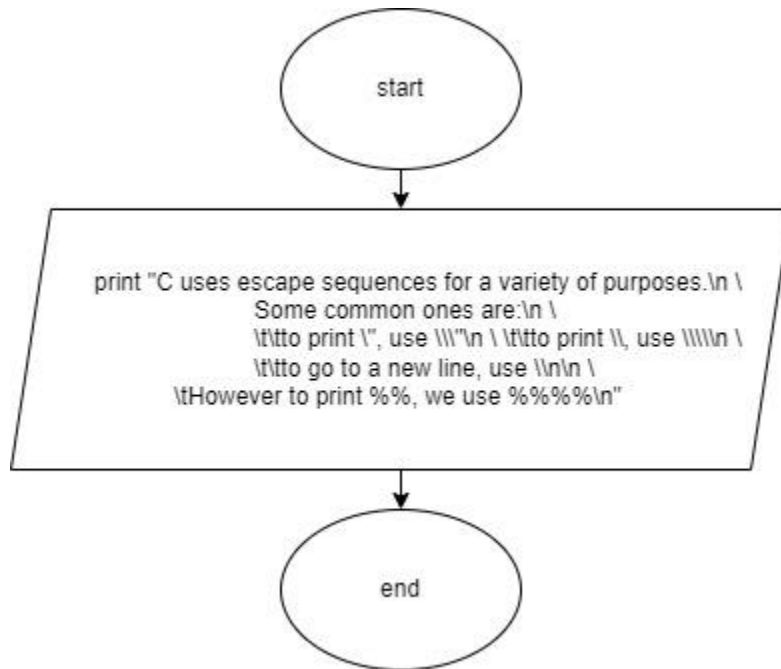 start
print "C uses escape sequences for a variety of purposes.\n \
Some common ones are:\n \
\t\tto print \", use \\\"\n \ \t\tto print \\, use \\\\\n \
\t\tto go to a new line, use \\n\n \
\tHowever to print %%, we use %%%%\n"
end